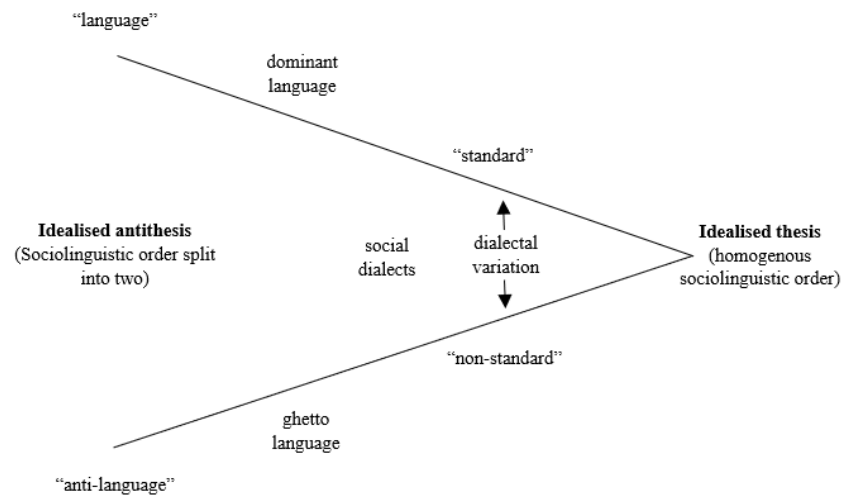 “language”
dominant
language
“standard”
Idealised antithesis
(Sociolinguistic order split
into two)
social
dialects
dialectal
variation
Idealised thesis
(homogenous
sociolinguistic order)
“non-standard”
ghetto
language
“anti-language”